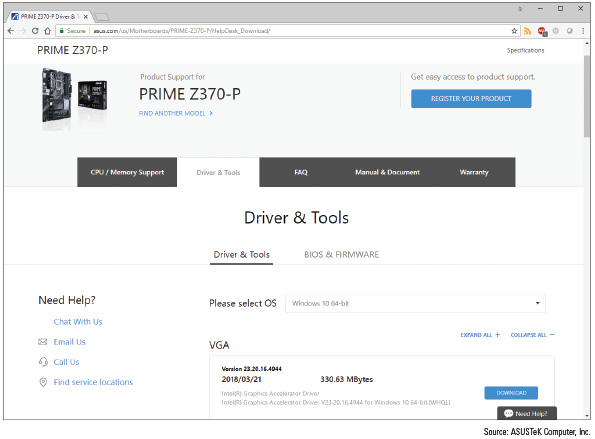 PRIME Z370-P Driver & T
Secure | asus.com/us/Motherboards/PRIME-Z370-P/HelpDesk_Download/
PRIME Z370-P
Specifications
Product Support for
PRIME Z370-P
FIND ANOTHER MODEL >
Get easy access to product support.
REGISTER YOUR PRODUCT
CPU / Memory Support
Driver & Tools
FAQ
Manual & Document
Warranty
Driver & Tools
Driver & Tools
BIOS & FIRMWARE
Need Help?
Chat With Us
Email Us
Call Us
Find service locations
Please select OS
Windows 10 64-bit
EXPAND ALL +
COLLAPSE ALL −
VGA
Version 23.20.16.4944
2018/03/21 330.63 MBytes
Intel(R) Graphics Accelerator Driver
Intel(R) Graphics Accelerator Driver V23.20.16.4944 for Windows 10 64-bit.(WHQL)
DOWNLOAD
Need Help?
Source: ASUSTeK Computer, Inc.